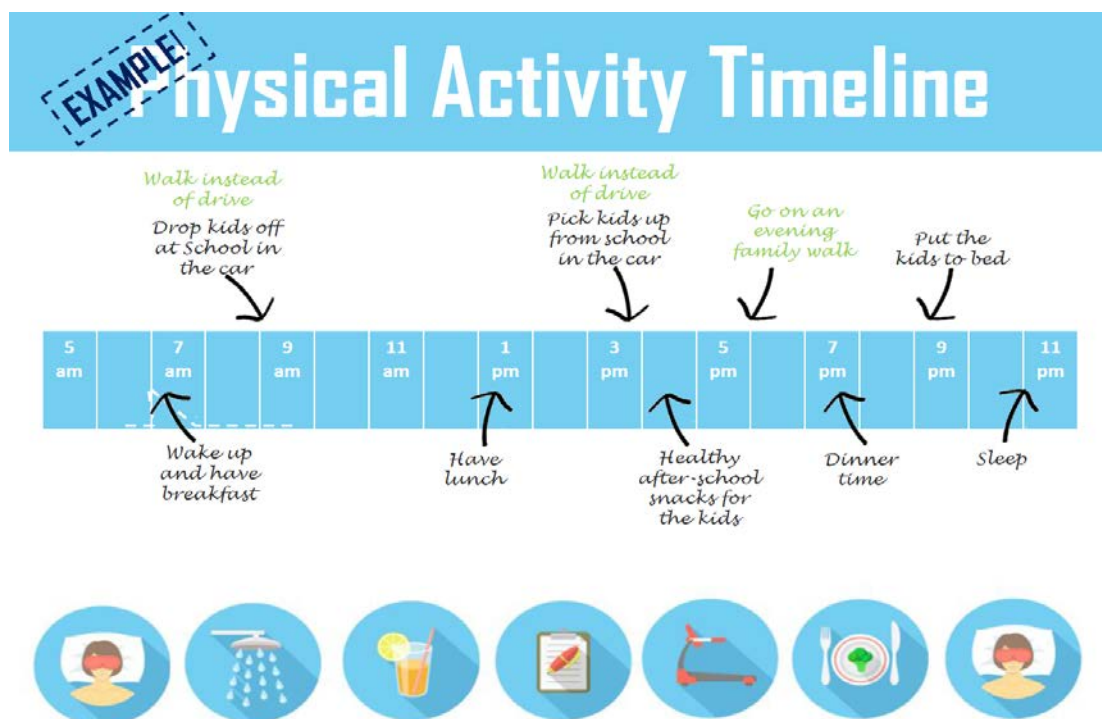 EXAMPLE!
Physical Activity Timeline
Walk instead
of drive
Drop kids off
at School in
the car
Walk instead
of drive
Pick kids up
from school
in the car
Go on an
evening
family walk
Put the
kids to bed
5
am
7
am
9
am
11
am
1
pm
3
pm
5
pm
7
pm
9
pm
11
pm
Wake up
and have
breakfast
Have
lunch
Healthy
after-school
snacks for
the kids
Dinner
time
Sleep